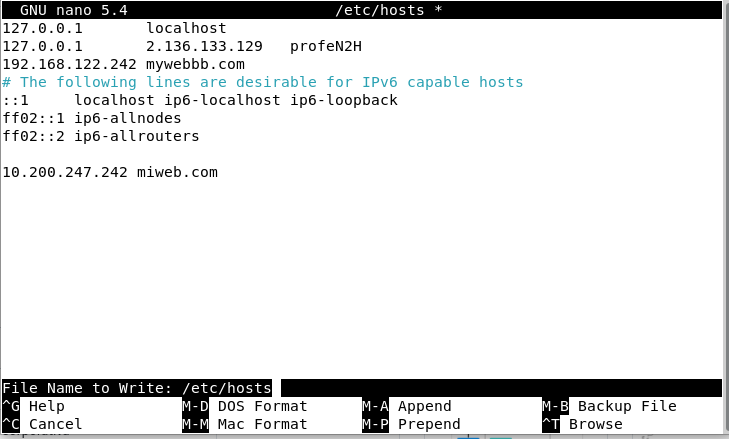 GNU nano 5.4 /etc/hosts *
127.0.0.1 localhost
127.0.0.1 2.136.133.129 profeN2H
192.168.122.242 mywebbb.com
# The following lines are desirable for IPv6 capable hosts
::1 localhost ip6-localhost ip6-loopback
ff02::1 ip6-allnodes
ff02::2 ip6-allrouters
10.200.247.242 miweb.com
File Name to Write: /etc/hosts
^G Help M-D DOS Format M-A Append M-B Backup File
^C Cancel M-M Mac Format M-P Prepend ^T Browse